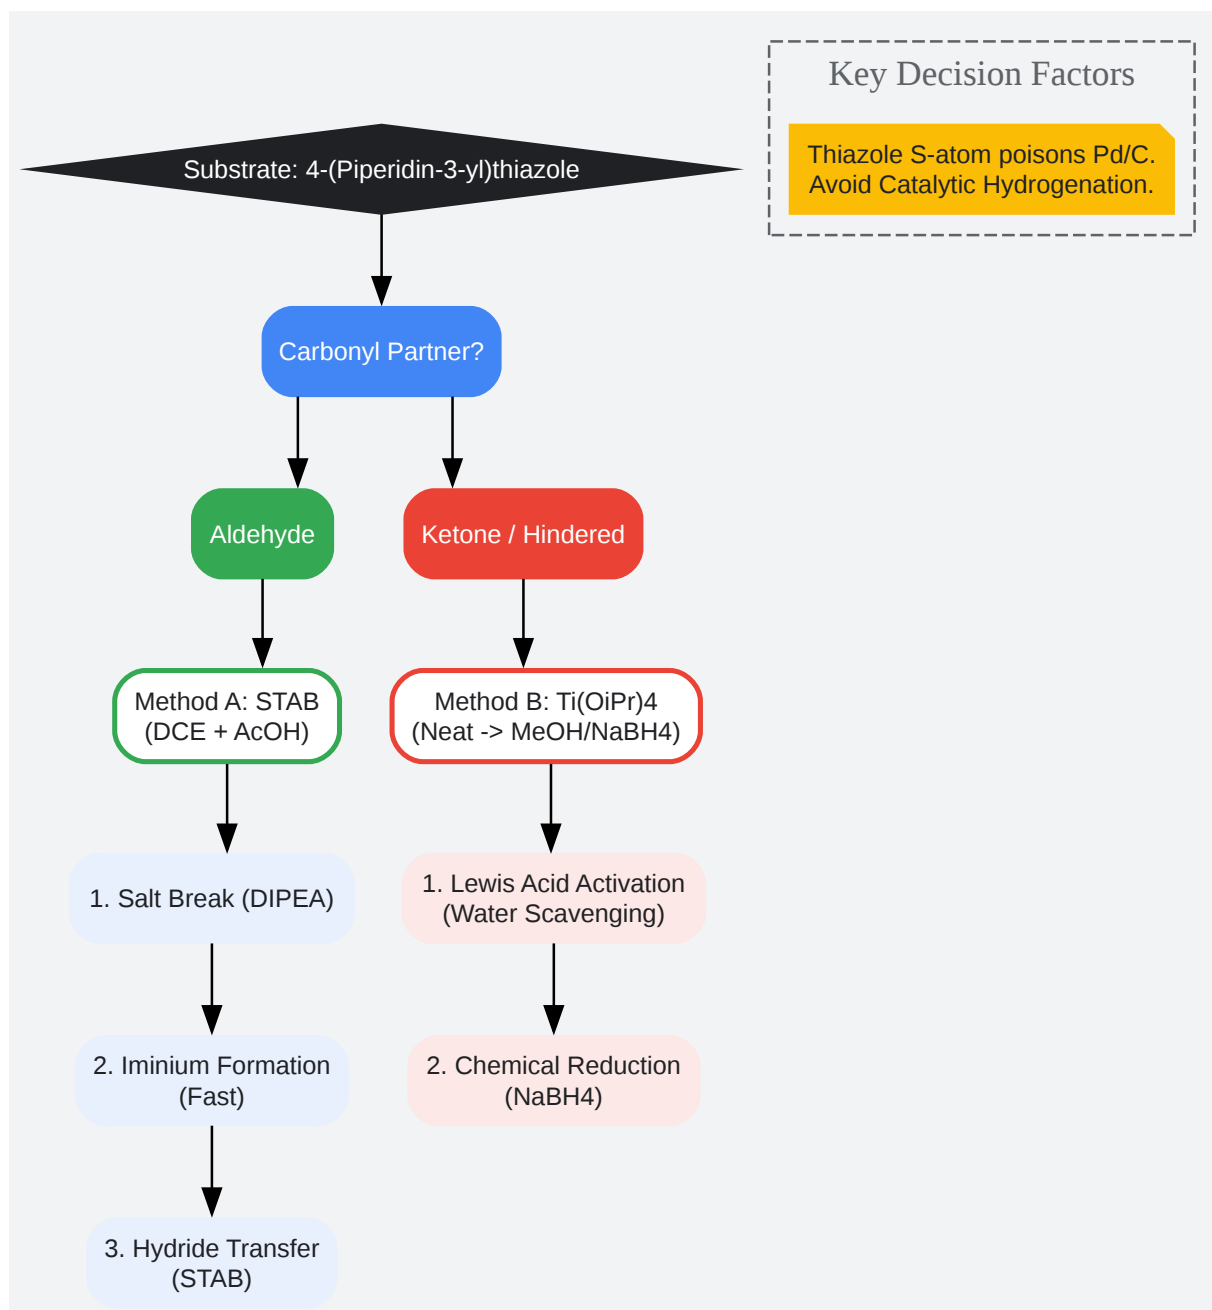 Key Decision Factors
Thiazole S-atom poisons Pd/C.
Avoid Catalytic Hydrogenation.
Substrate: 4-(Piperidin-3-yl)thiazole
Carbonyl Partner?
Aldehyde
Ketone / Hindered
Method A: STAB
(DCE + AcOH)
Method B: Ti(OiPr)4
(Neat -> MeOH/NaBH4)
1. Salt Break (DIPEA)
1. Lewis Acid Activation
(Water Scavenging)
2. Iminium Formation
(Fast)
2. Chemical Reduction
(NaBH4)
3. Hydride Transfer
(STAB)